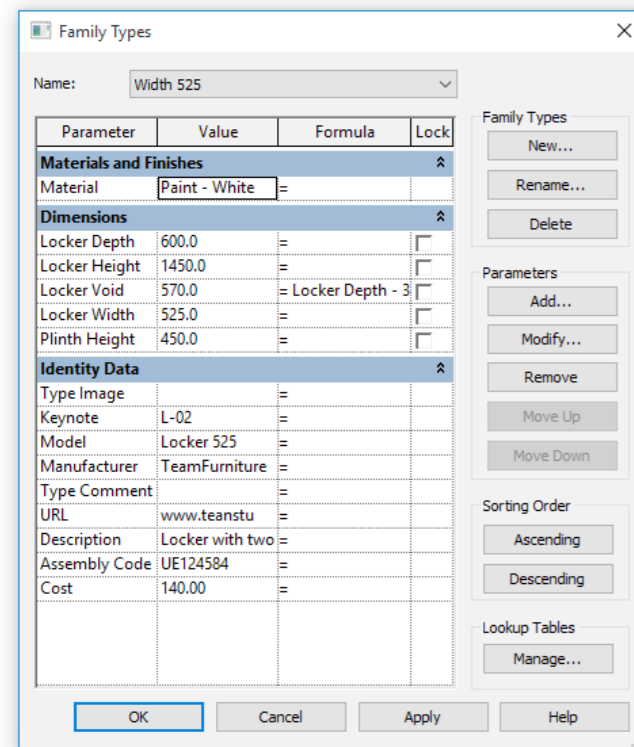 Family Types
Name: Width 525
Parameter Value Formula Lock
Materials and Finishes
Material Paint - White =
Dimensions
Locker Depth 600.0 =
Locker Height 1450.0 =
Locker Void 570.0 = Locker Depth - 3
Locker Width 525.0 =
Plinth Height 450.0 =
Identity Data
Type Image =
Keynote L-02 =
Model Locker 525 =
Manufacturer TeamFurniture =
Type Comment =
URL www.teanstu =
Description Locker with two =
Assembly Code UE124584 =
Cost 140.00 =
Family Types
New...
Rename...
Delete
Parameters
Add...
Modify...
Remove
Move Up
Move Down
Sorting Order
Ascending
Descending
Lookup Tables
Manage...
OK Cancel Apply Help